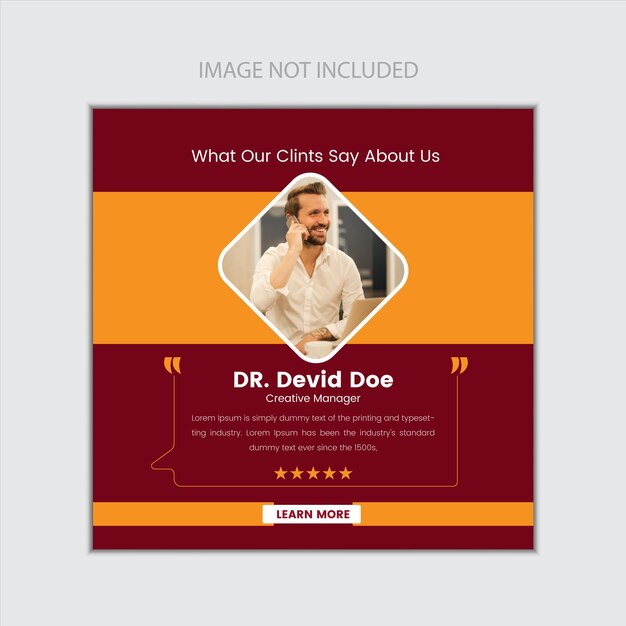 IMAGE NOT INCLUDED
What Our Clints Say About Us
DR. Devid Doe
Creative Manager
Lorem Ipsum is simply dummy text of the printing and typeset-
ting industry. Lorem Ipsum has been the industry's standard
dummy text ever since the 1500s,
LEARN MORE